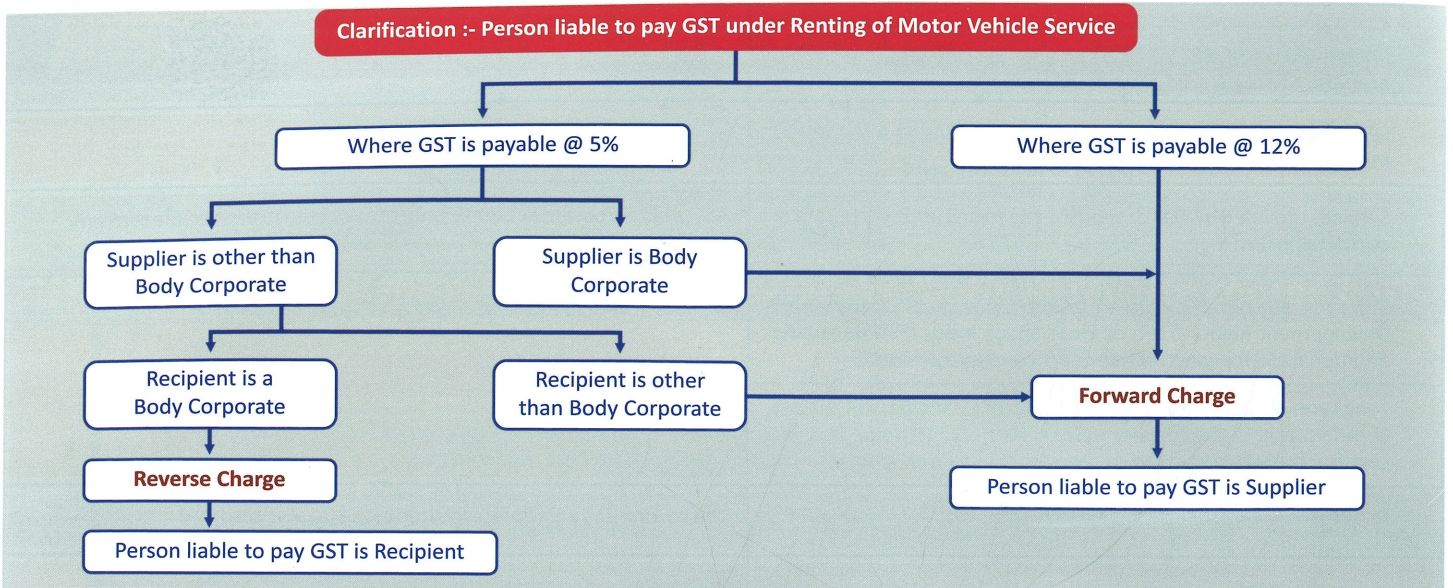 Clarification :- Person liable to pay GST under Renting of Motor Vehicle Service
Where GST is payable @ 5%
Where GST is payable @ 12%
Supplier is other than
Body Corporate
Supplier is Body
Corporate
Recipient is a
Body Corporate
Recipient is other
than Body Corporate
Forward Charge
Reverse Charge
Person liable to pay GST is Supplier
Person liable to pay GST is Recipient